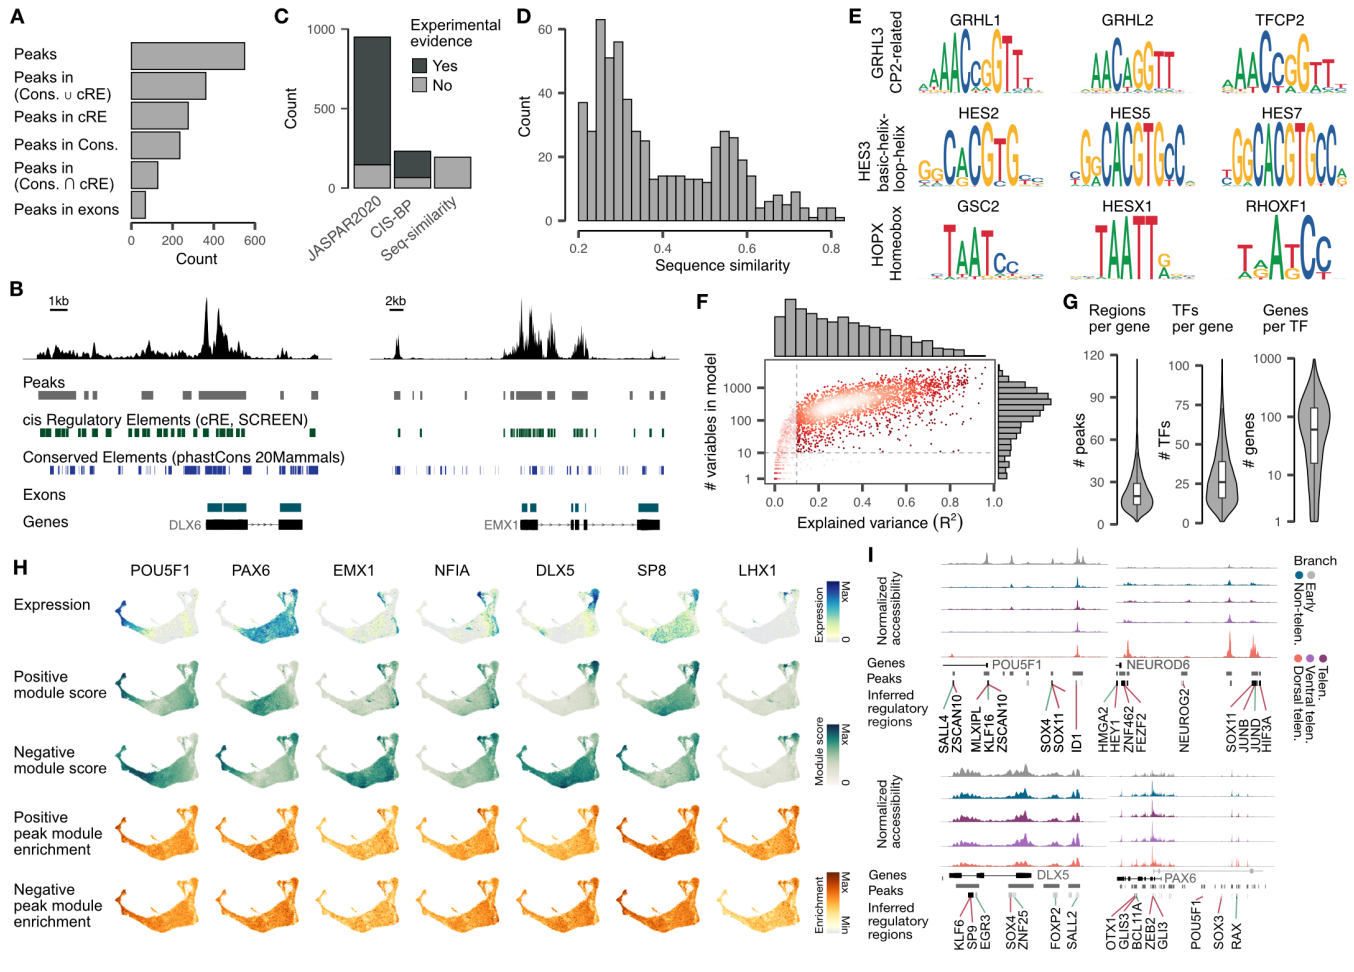 A
Peaks
Peaks in
(Cons. ∪ cRE)
Peaks in cRE
Peaks in Cons.
Peaks in
(Cons. ∩ cRE)
Peaks in exons
0 200 400 600
Count
C
Experimental
evidence
Yes
No
Count
1000
500
0
JASPAR2020
CIS-BP
Seq-similarity
D
Count
60
40
20
0
0.2 0.4 0.6 0.8
Sequence similarity
E
GRHL3
CP2-related
GRHL1 GRHL2 TFCP2
HES3
basic-helix-
loop-helix
HES2 HES5 HES7
HOPX
Homeobox
GSC2 HESX1 RHOXF1
B
1kb 2kb
Peaks
cis Regulatory Elements (cRE, SCREEN)
Conserved Elements (phastCons 20Mammals)
Exons
Genes
DLX6 EMX1
F
# variables in model
1000
100
10
1
0.0 0.2 0.4 0.6 0.8 1.0
Explained variance (R²)
G
Regions
per gene
# peaks
120
90
60
30
0
TFs
per gene
# TFs
100
75
50
25
0
Genes
per TF
# genes
1000
100
10
1
H
POU5F1 PAX6 EMX1 NFIA DLX5 SP8 LHX1
Expression
Positive
module score
Negative
module score
Positive
peak module
enrichment
Negative
peak module
enrichment
Expression
Max
0
Module score
Max
0
Enrichment
Max
Min
I
Branch
Early
Non-telen.
Telen.
Ventral telen.
Dorsal telen.
Normalized
accessibility
Genes
Peaks
Inferred
regulatory
regions
POU5F1
SALL4
ZSCAN10
MLXIPL
KLF16
ZSCAN10
SOX4
SOX11
ID1
NEUROD6
HMGA2
HEY1
ZNF462
FEZF2
NEUROG2
SOX11
JUNB
JUND
HIF3A
Normalized
accessibility
Genes
Peaks
Inferred
regulatory
regions
DLX5
KLF6
SP9
EGR3
SOX4
ZNF25
FOXP2
SALL2
PAX6
OTX1
GLIS3
BCL11A
ZEB2
GLI3
POU5F1
SOX3
RAX